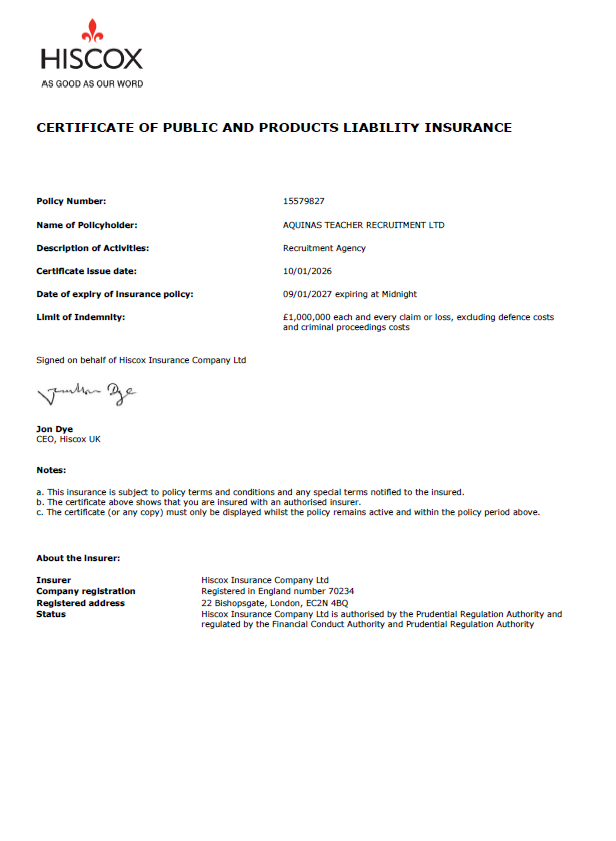 HISCOX
AS GOOD AS OUR WORD
CERTIFICATE OF PUBLIC AND PRODUCTS LIABILITY INSURANCE
Policy Number: 15579827
Name of Policyholder: AQUINAS TEACHER RECRUITMENT LTD
Description of Activities: Recruitment Agency
Certificate issue date: 10/01/2026
Date of expiry of insurance policy: 09/01/2027 expiring at Midnight
Limit of Indemnity: £1,000,000 each and every claim or loss, excluding defence costs
and criminal proceedings costs
Signed on behalf of Hiscox Insurance Company Ltd
Jon Dye
CEO, Hiscox UK
Notes:
a. This insurance is subject to policy terms and conditions and any special terms notified to the insured.
b. The certificate above shows that you are insured with an authorised insurer.
c. The certificate (or any copy) must only be displayed whilst the policy remains active and within the policy period above.
About the insurer:
Insurer Hiscox Insurance Company Ltd
Company registration Registered in England number 70234
Registered address 22 Bishopsgate, London, EC2N 4BQ
Status Hiscox Insurance Company Ltd is authorised by the Prudential Regulation Authority and
regulated by the Financial Conduct Authority and Prudential Regulation Authority